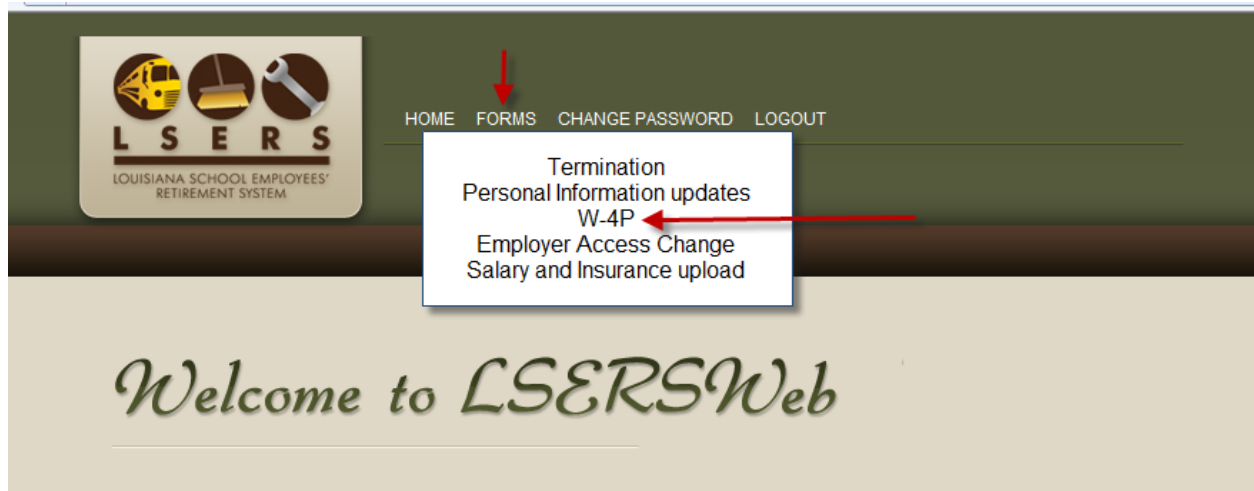 L S E R S
LOUISIANA SCHOOL EMPLOYEES'
RETIREMENT SYSTEM
HOME FORMS CHANGE PASSWORD LOGOUT
Termination
Personal Information updates
W-4P
Employer Access Change
Salary and Insurance upload
Welcome to LSERSWeb